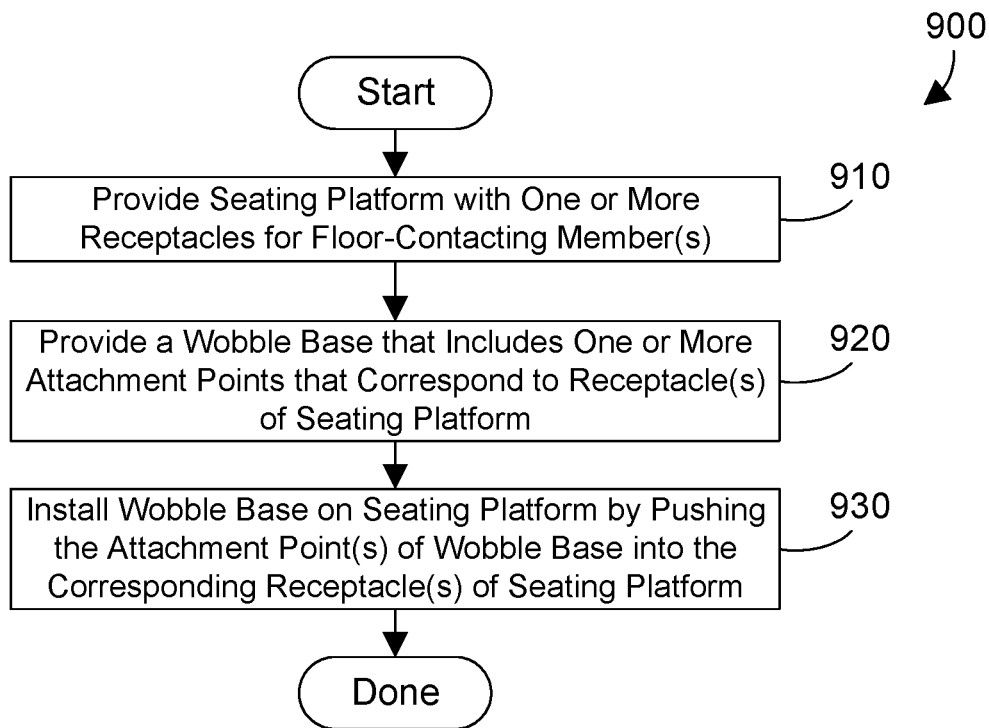 900
Start
Provide Seating Platform with One or More
Receptacles for Floor-Contacting Member(s)
910
Provide a Wobble Base that Includes One or More
Attachment Points that Correspond to Receptacle(s)
of Seating Platform
920
Install Wobble Base on Seating Platform by Pushing
the Attachment Point(s) of Wobble Base into the
Corresponding Receptacle(s) of Seating Platform
930
Done